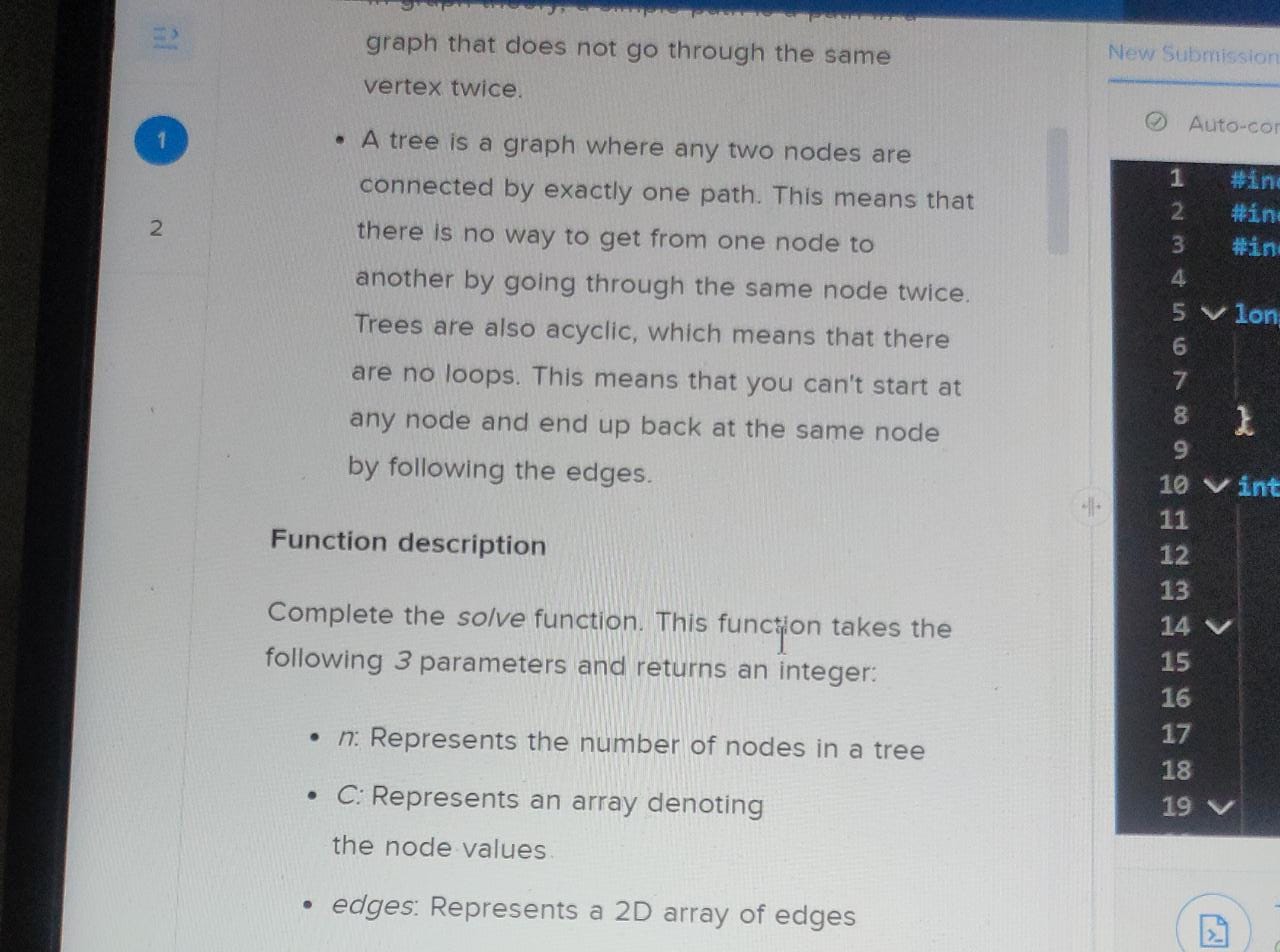 graph that does not go through the same
vertex twice.
• A tree is a graph where any two nodes are
connected by exactly one path. This means that
there is no way to get from one node to
another by going through the same node twice.
Trees are also acyclic, which means that there
are no loops. This means that you can't start at
any node and end up back at the same node
by following the edges.
Function description
Complete the solve function. This function takes the
following 3 parameters and returns an integer:
• n: Represents the number of nodes in a tree
• C: Represents an array denoting
the node values
• edges: Represents a 2D array of edges
1
2
New Submission
Auto-com
1 #inc
2 #in
3 #in
4
5 lon
6
7
8 }
9
10 int
11
12
13
14
15
16
17
18
19